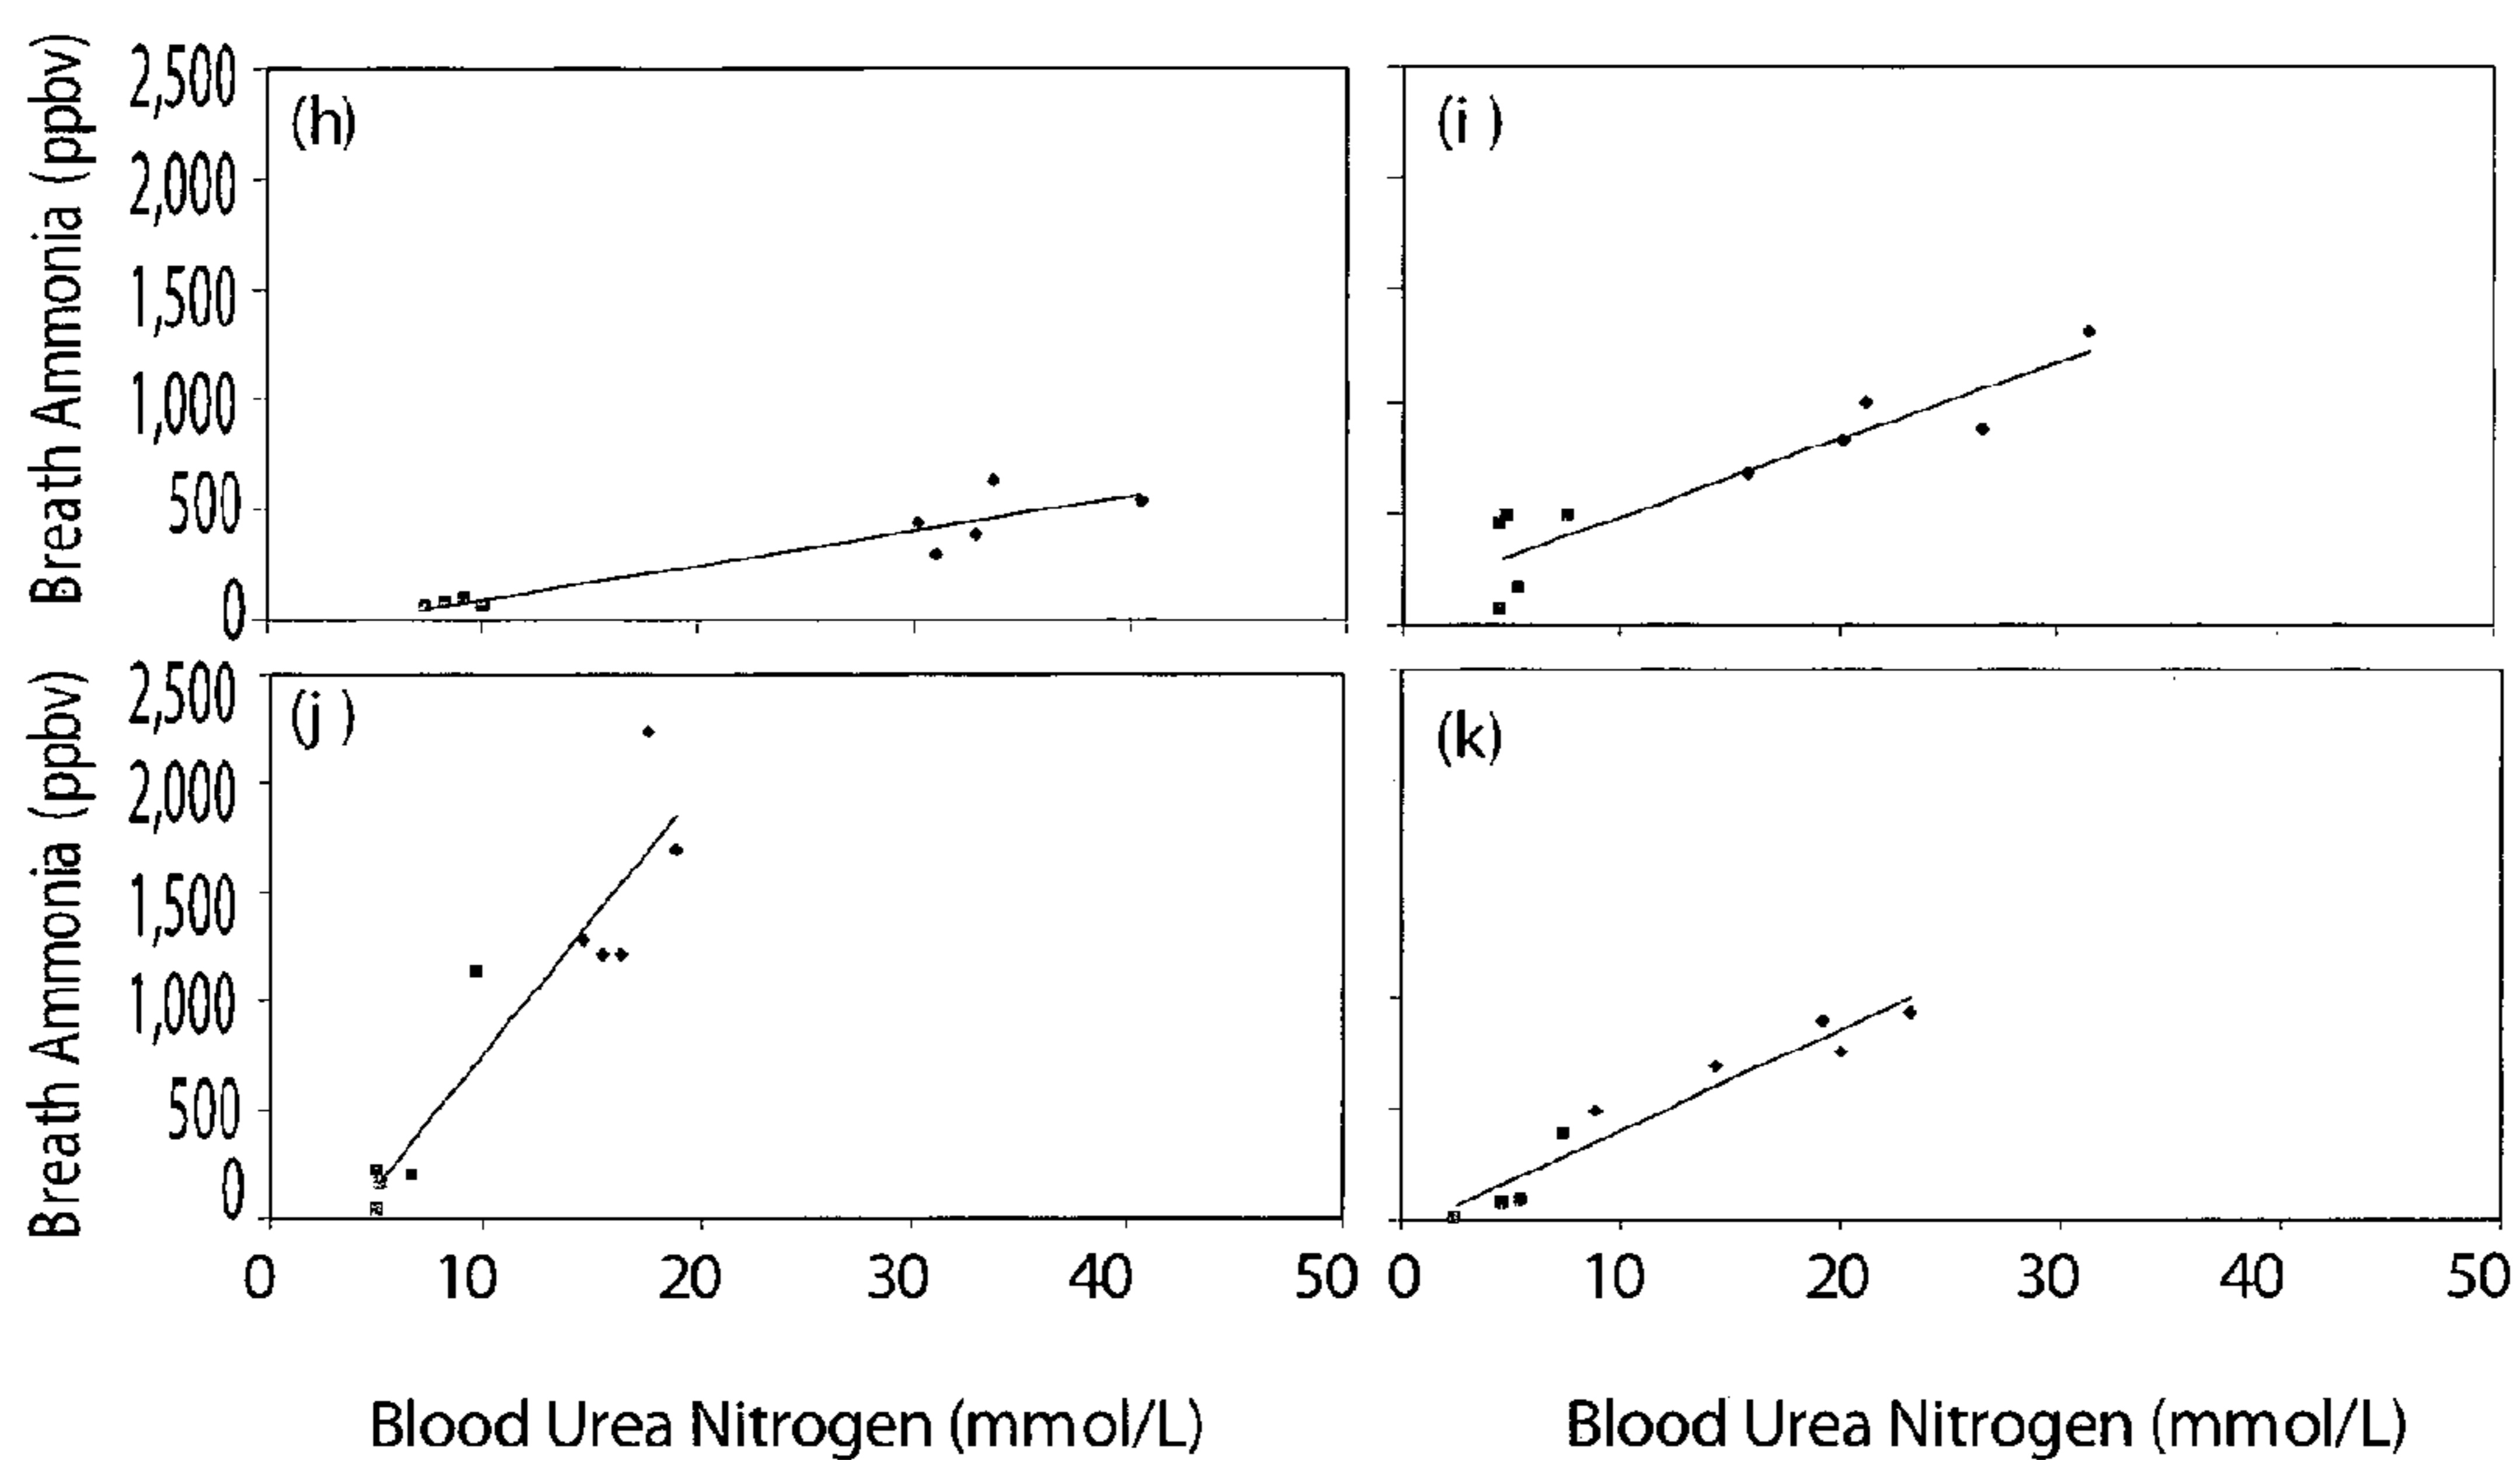 Breath Ammonia (ppbv)
2,500
2,000
1,500
1,000
500
0
(h)
(i)
Breath Ammonia (ppbv)
2,500
2,000
1,500
1,000
500
0
(j)
(k)
0 10 20 30 40 50
0 10 20 30 40 50
Blood Urea Nitrogen (mmol/L)
Blood Urea Nitrogen (mmol/L)